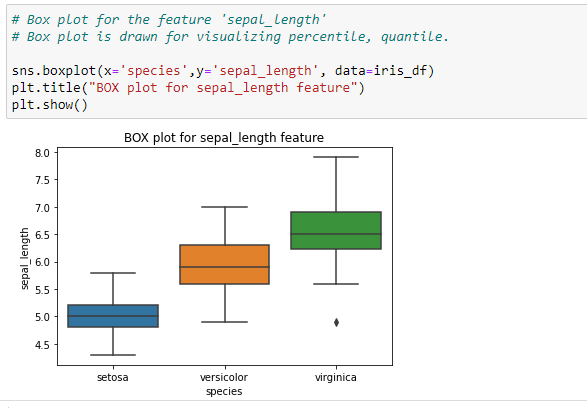 # Box plot for the feature 'sepal_length'
# Box plot is drawn for visualizing percentile, quantile.
sns.boxplot(x='species',y='sepal_length', data=iris_df)
plt.title("BOX plot for sepal_length feature")
plt.show()
BOX plot for sepal_length feature
8.0
7.5
7.0
6.5
6.0
5.5
5.0
4.5
sepal_length
setosa versicolor virginica
species